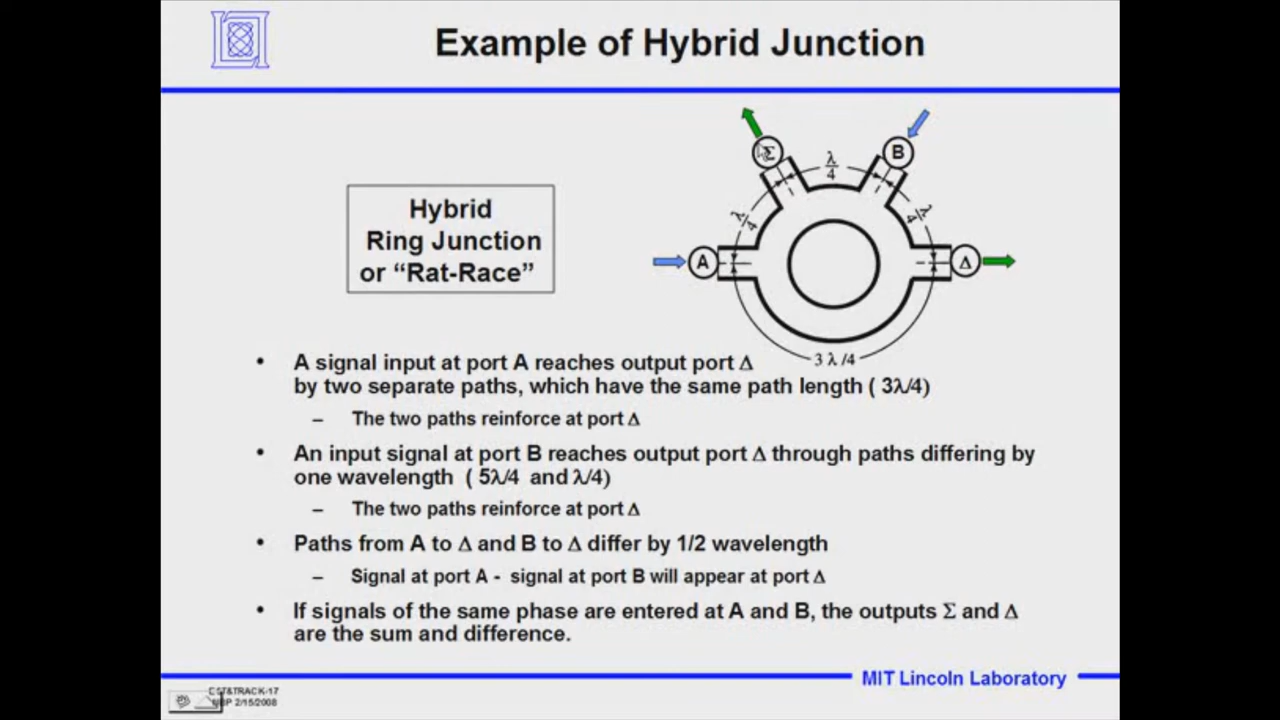 Example of Hybrid Junction
Hybrid
Ring Junction
or “Rat-Race”
Σ
B
λ/4
λ/4
λ/4
A
Δ
3 λ /4
• A signal input at port A reaches output port Δ
by two separate paths, which have the same path length ( 3λ/4)
– The two paths reinforce at port Δ
• An input signal at port B reaches output port Δ through paths differing by
one wavelength ( 5λ/4 and λ/4)
– The two paths reinforce at port Δ
• Paths from A to Δ and B to Δ differ by 1/2 wavelength
– Signal at port A - signal at port B will appear at port Δ
• If signals of the same phase are entered at A and B, the outputs Σ and Δ
are the sum and difference.
MIT Lincoln Laboratory
2/15/2008